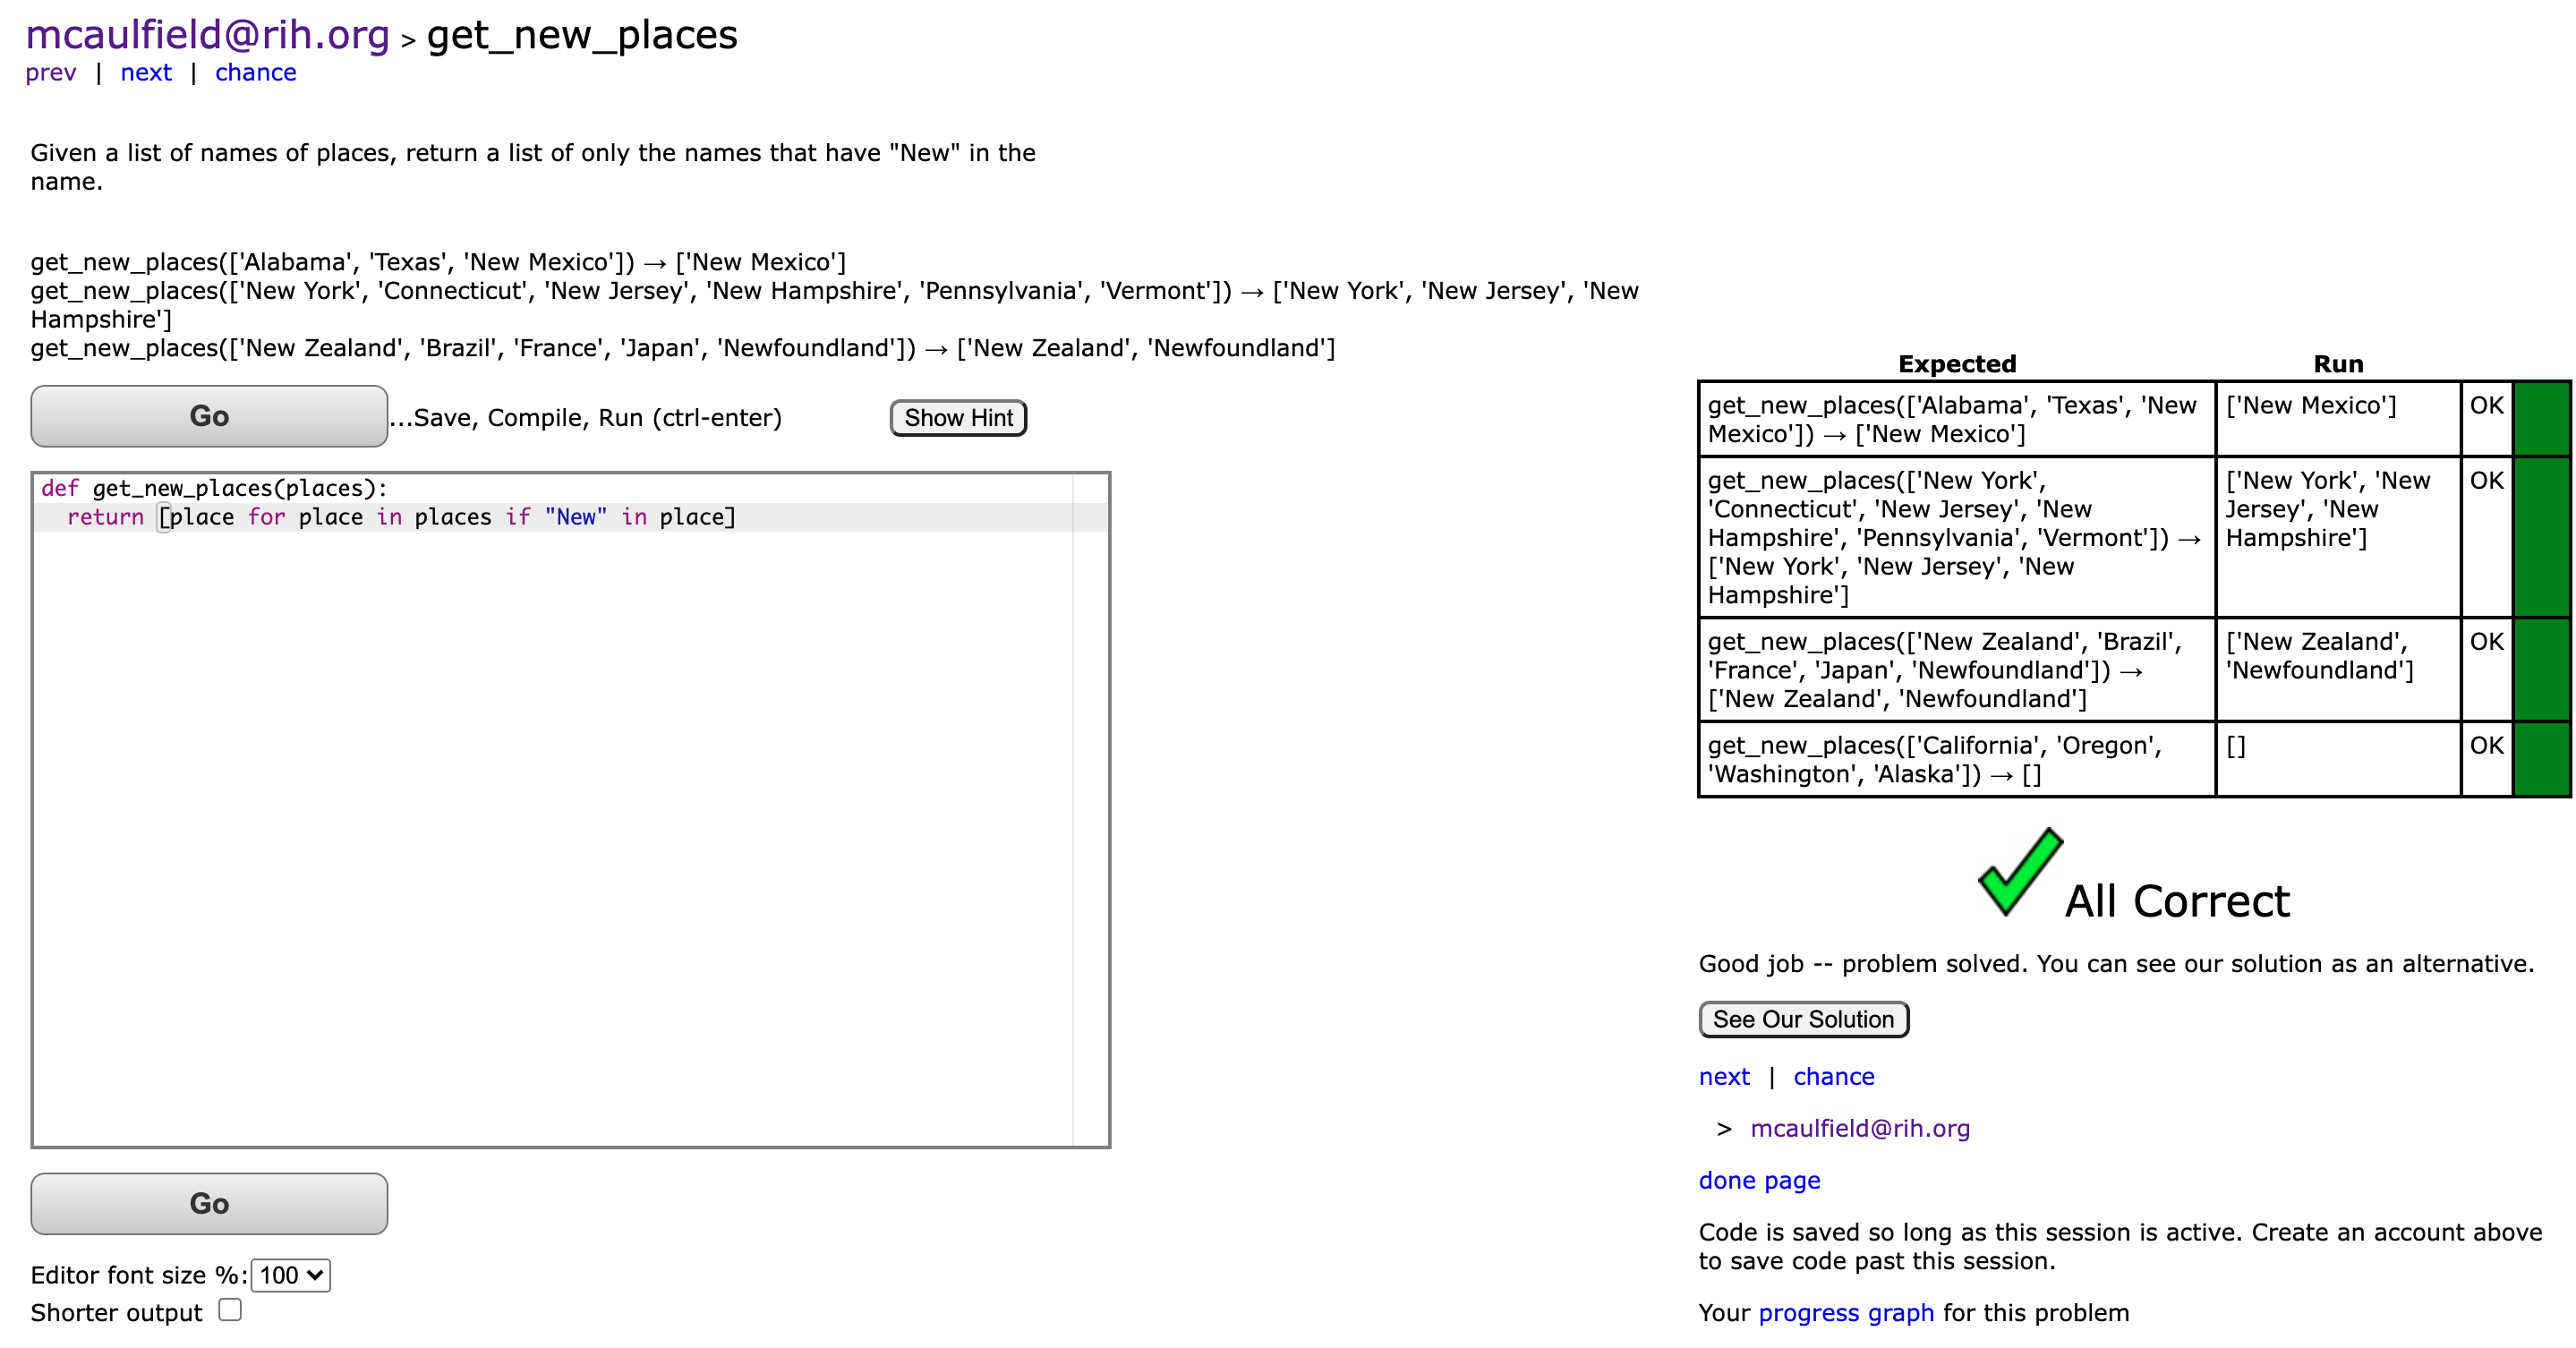 mcaulfield@rih.org > get_new_places
prev | next | chance
Given a list of names of places, return a list of only the names that have "New" in the
name.
get_new_places(['Alabama', 'Texas', 'New Mexico']) → ['New Mexico']
get_new_places(['New York', 'Connecticut', 'New Jersey', 'New Hampshire', 'Pennsylvania', 'Vermont']) → ['New York', 'New Jersey', 'New
Hampshire']
get_new_places(['New Zealand', 'Brazil', 'France', 'Japan', 'Newfoundland']) → ['New Zealand', 'Newfoundland']
Go ...Save, Compile, Run (ctrl-enter) Show Hint
def get_new_places(places):
  return [place for place in places if "New" in place]
Go
Editor font size %: 100
Shorter output
Expected Run
get_new_places(['Alabama', 'Texas', 'New ['New Mexico'] OK
Mexico']) → ['New Mexico']
get_new_places(['New York', ['New York', 'New OK
'Connecticut', 'New Jersey', 'New Jersey', 'New
Hampshire', 'Pennsylvania', 'Vermont']) → Hampshire']
['New York', 'New Jersey', 'New
Hampshire']
get_new_places(['New Zealand', 'Brazil', ['New Zealand', OK
'France', 'Japan', 'Newfoundland']) → 'Newfoundland']
['New Zealand', 'Newfoundland']
get_new_places(['California', 'Oregon', [] OK
'Washington', 'Alaska']) → []
All Correct
Good job -- problem solved. You can see our solution as an alternative.
See Our Solution
next | chance
> mcaulfield@rih.org
done page
Code is saved so long as this session is active. Create an account above
to save code past this session.
Your progress graph for this problem